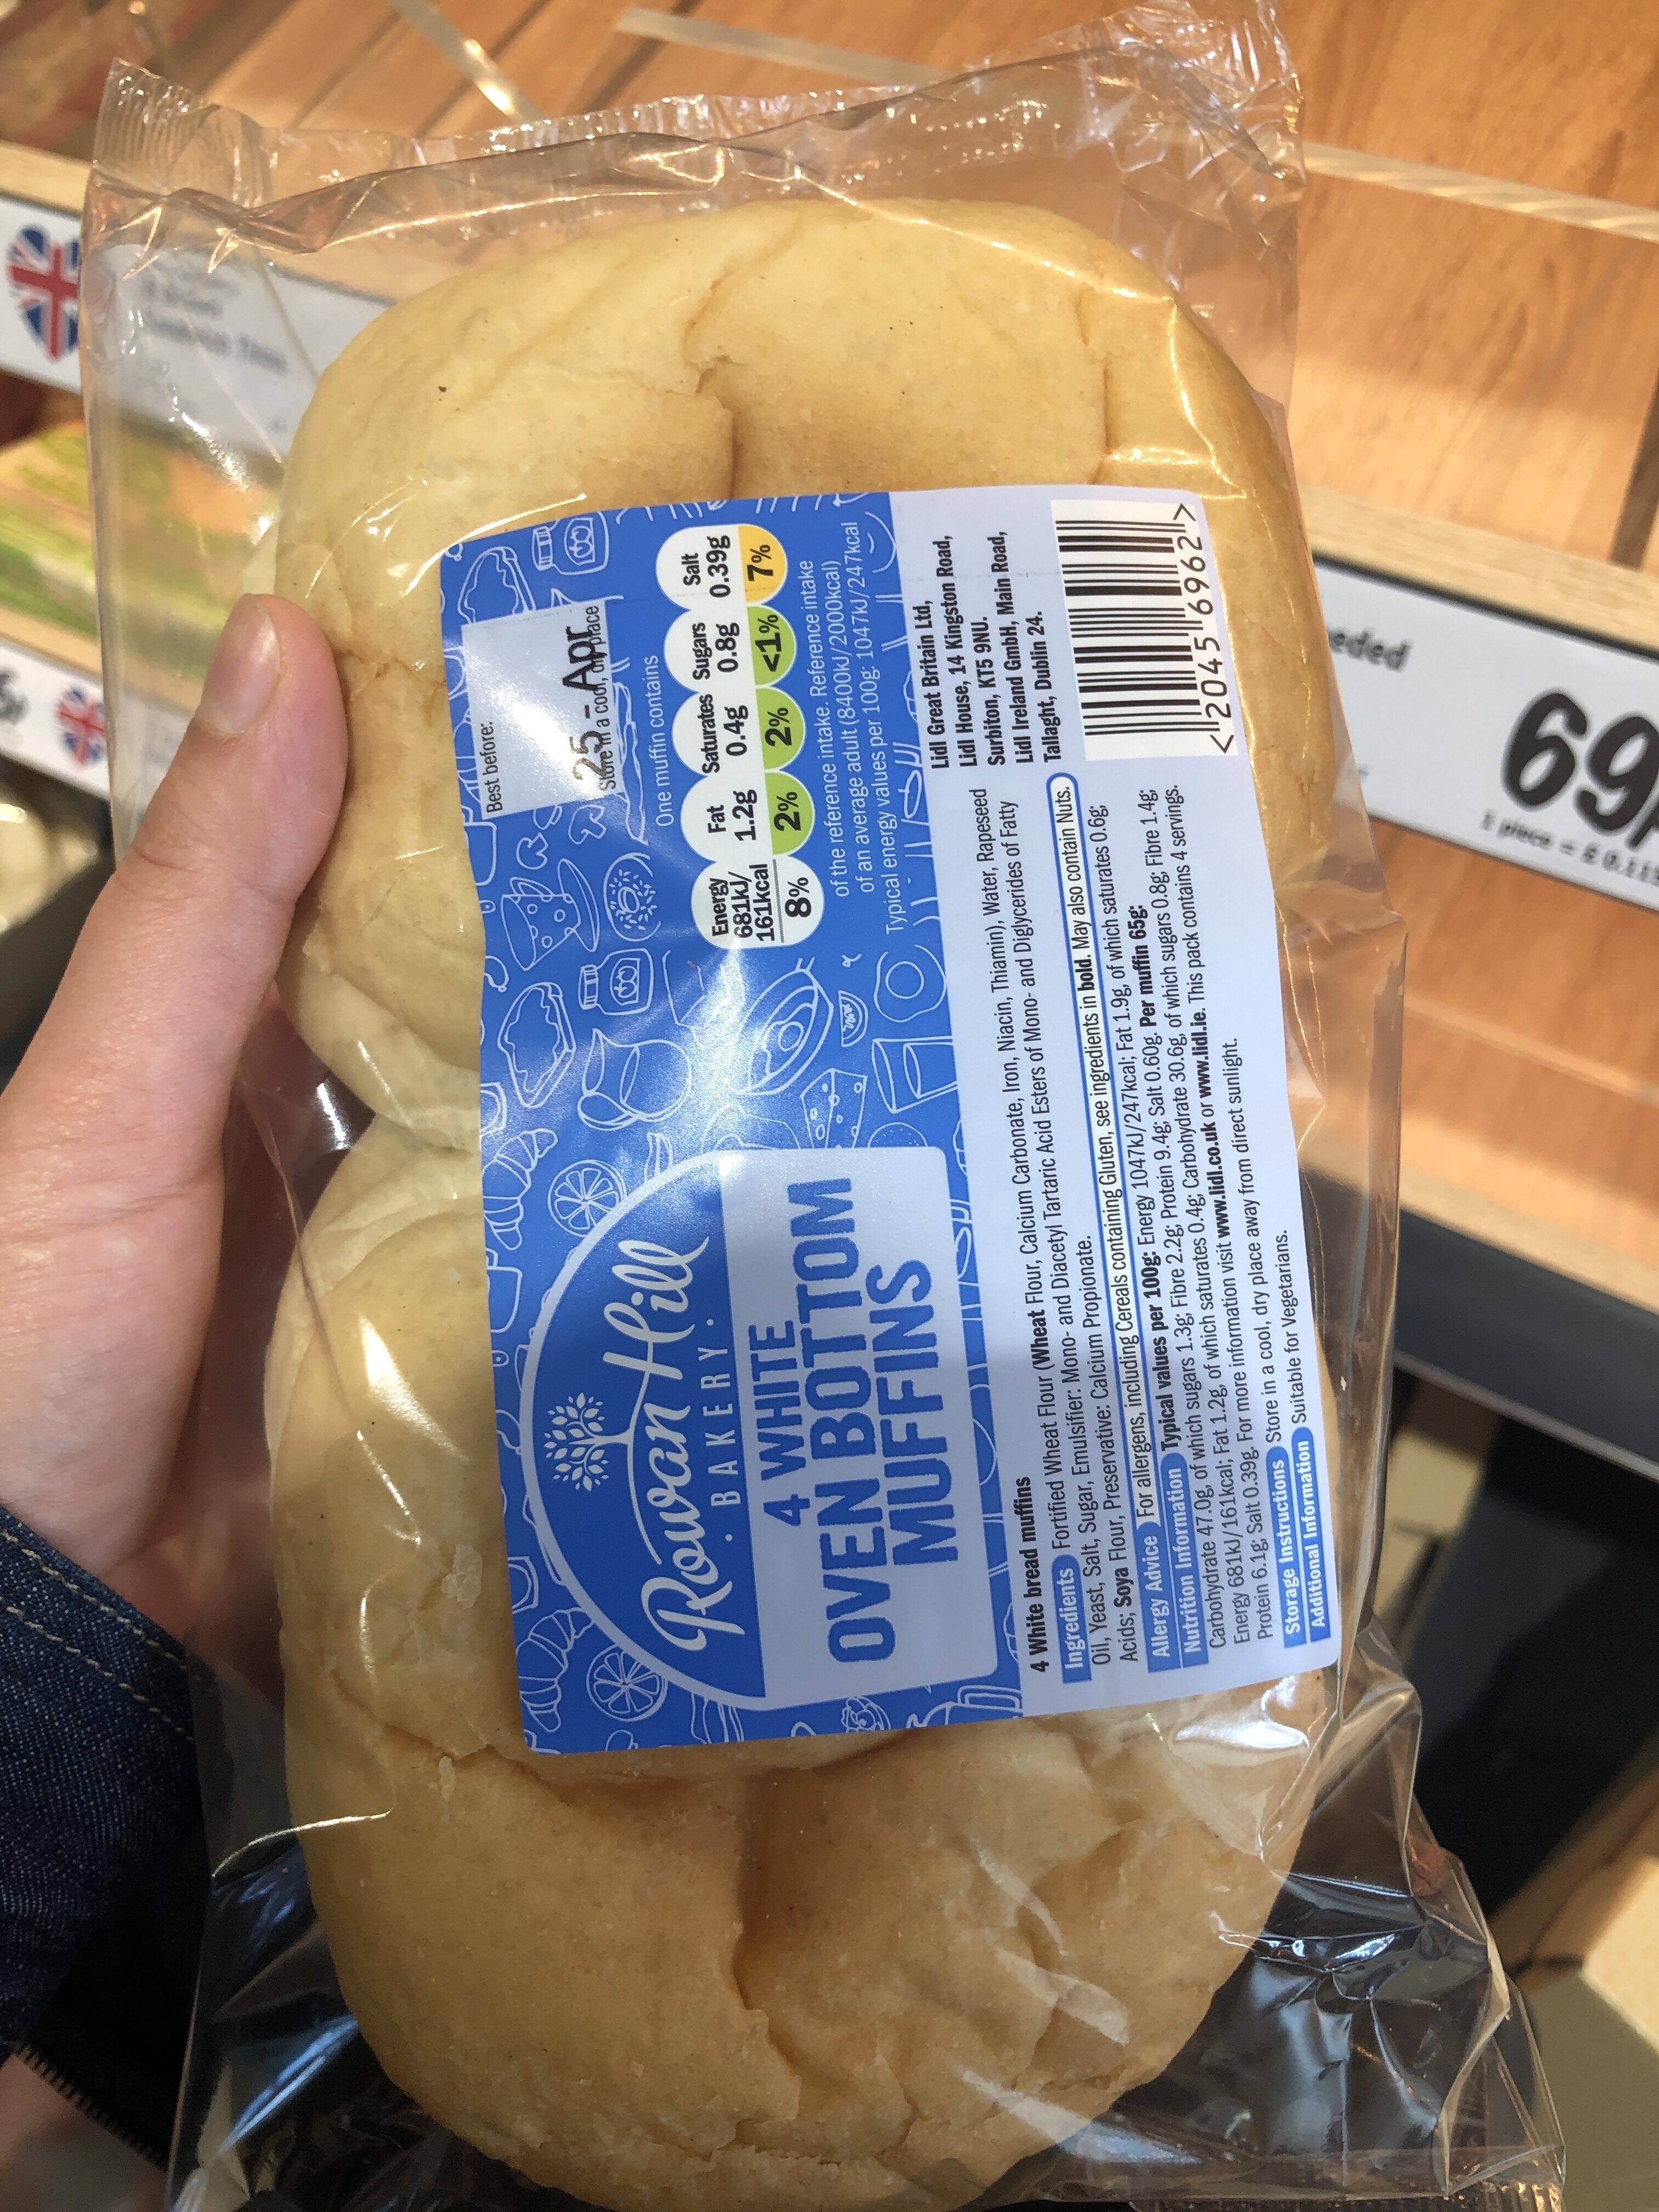 Rowan Hill
. BAKERY .
4 WHITE
OVEN BOTTOM
MUFFINS
Best before:
25-Apr
Store in a cool, dry place
One muffin contains
Energy
681kJ/
161kcal
8%
Fat
1.2g
2%
Saturates
0.4g
2%
Sugars
0.8g
<1%
Salt
0.39g
7%
of the reference intake. Reference intake
of an average adult (8400kJ/2000kcal)
Typical energy values per 100g: 1047kJ/247kcal
4 White bread muffins
Ingredients Fortified Wheat Flour (Wheat Flour, Calcium Carbonate, Iron, Niacin, Thiamin), Water, Rapeseed
Oil, Yeast, Salt, Sugar, Emulsifier: Mono- and Diacetyl Tartaric Acid Esters of Mono- and Diglycerides of Fatty
Acids; Soya Flour, Preservative: Calcium Propionate.
Allergy Advice For allergens, including Cereals containing Gluten, see ingredients in bold. May also contain Nuts.
Nutrition Information Typical values per 100g: Energy 1047kJ/247kcal; Fat 1.9g, of which saturates 0.6g;
Carbohydrate 47.0g, of which sugars 1.3g; Fibre 2.2g; Protein 9.4g; Salt 0.60g. Per muffin 65g:
Energy 681kJ/161kcal; Fat 1.2g, of which saturates 0.4g; Carbohydrate 30.6g, of which sugars 0.8g; Fibre 1.4g;
Protein 6.1g; Salt 0.39g. For more information visit www.lidl.co.uk or www.lidl.ie. This pack contains 4 servings.
Storage Instructions Store in a cool, dry place away from direct sunlight.
Additional Information Suitable for Vegetarians.
Lidl Great Britain Ltd,
Lidl House, 14 Kingston Road,
Surbiton, KT5 9NU.
Lidl Ireland GmbH, Main Road,
Tallaght, Dublin 24.
<20456962>
eeded
69
1 piece = £ 0.115